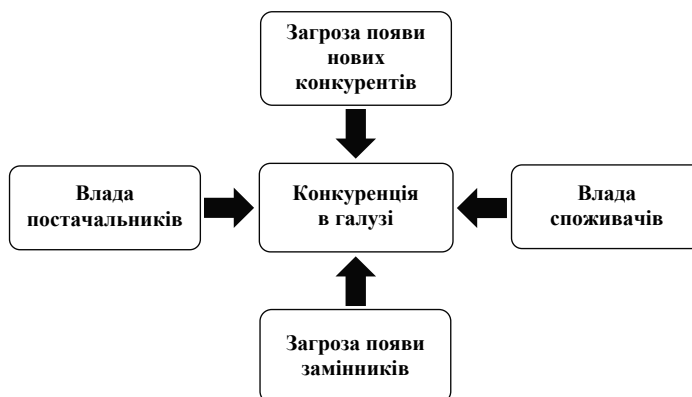 Загроза появи
нових
конкурентів
Влада
постачальників
Конкуренція
в галузі
Влада
споживачів
Загроза появи
замінників